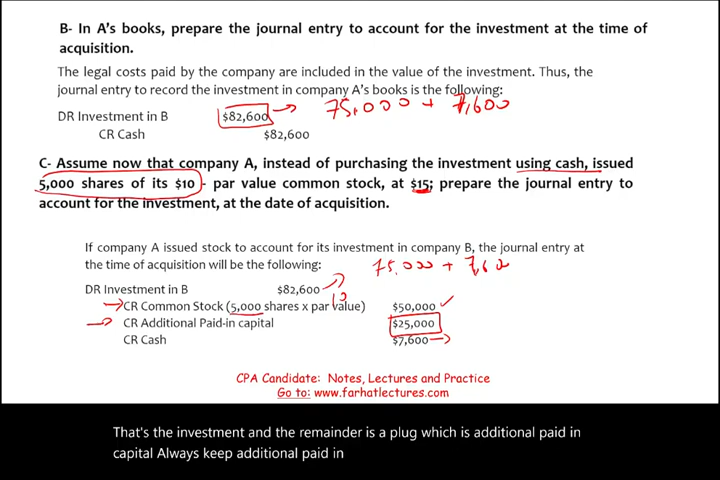 B- In A's books, prepare the journal entry to account for the investment at the time of
acquisition.
The legal costs paid by the company are included in the value of the investment. Thus, the
journal entry to record the investment in company A's books is the following:
DR Investment in B $82,600 75,000 + 7,600
CR Cash $82,600
C- Assume now that company A, instead of purchasing the investment using cash, issued
5,000 shares of its $10 - par value common stock, at $15; prepare the journal entry to
account for the investment, at the date of acquisition.
If company A issued stock to account for its investment in company B, the journal entry at
the time of acquisition will be the following: 75,000 + 7,600
DR Investment in B $82,600
10
CR Common Stock (5,000 shares x par value) $50,000
CR Additional Paid-in capital $25,000
CR Cash $7,600
CPA Candidate: Notes, Lectures and Practice
Go to: www.farhatlectures.com
That's the investment and the remainder is a plug which is additional paid in
capital Always keep additional paid in